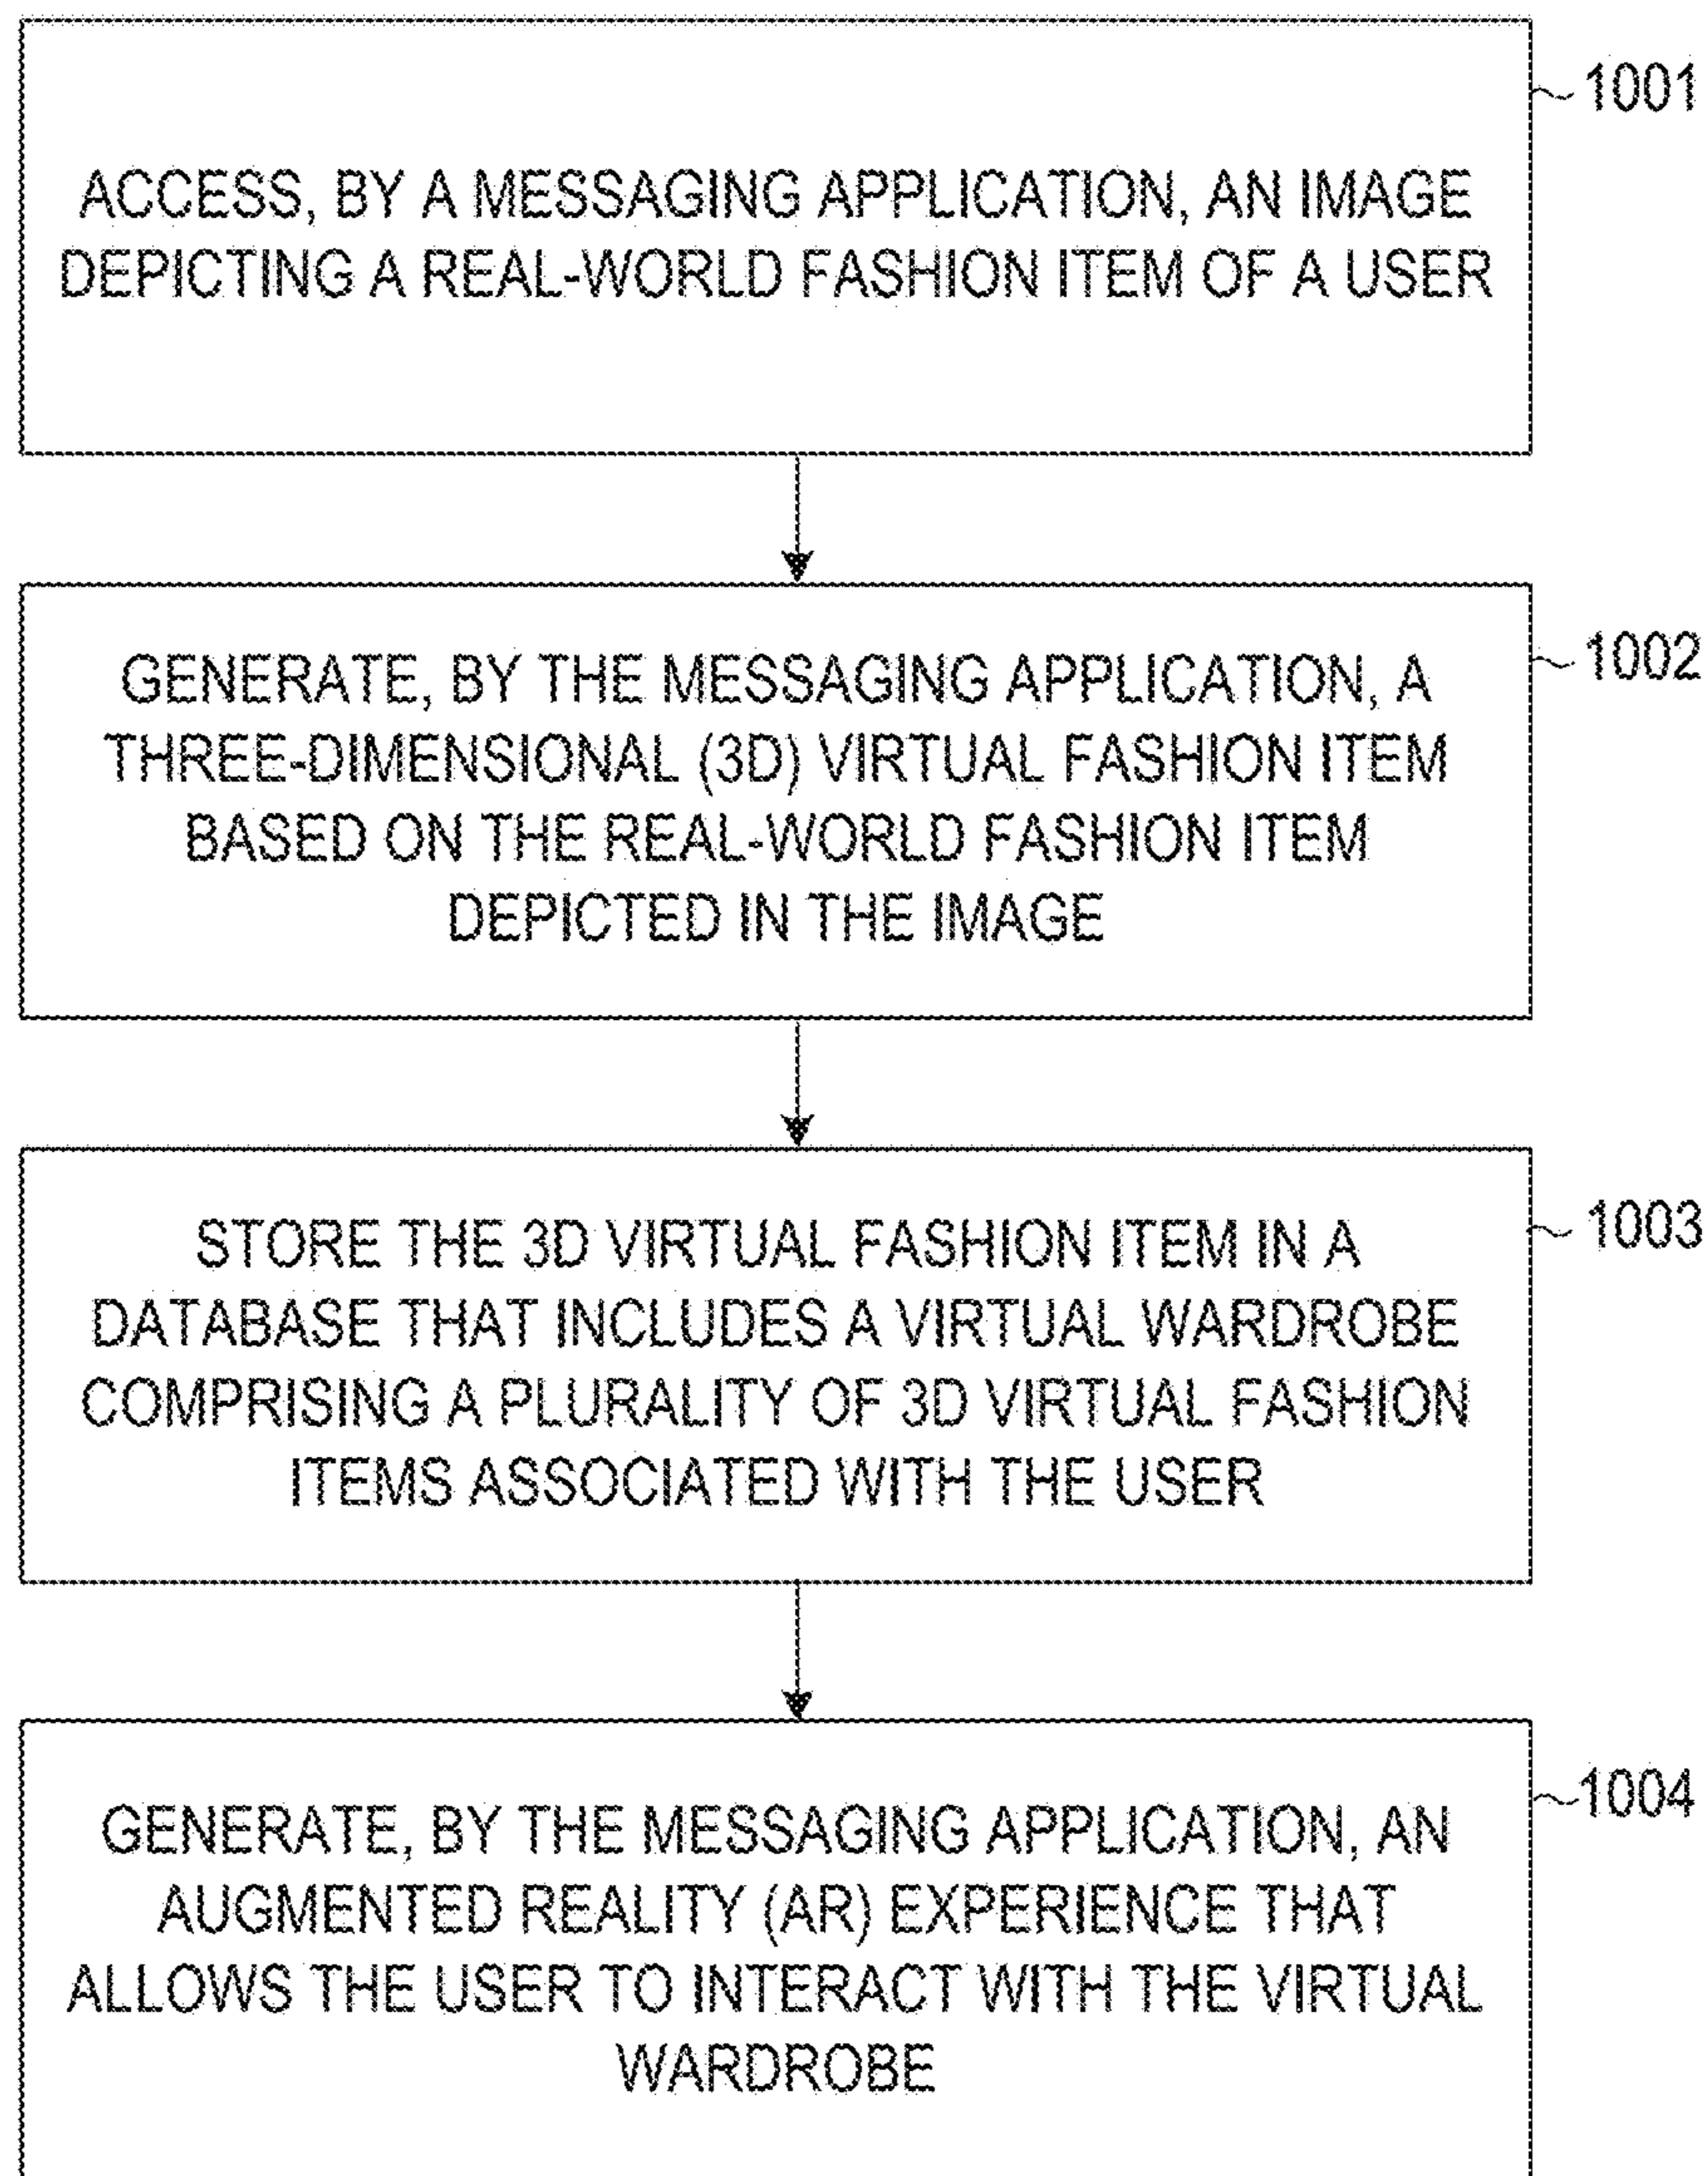 1001
ACCESS, BY A MESSAGING APPLICATION, AN IMAGE
DEPICTING A REAL-WORLD FASHION ITEM OF A USER
1002
GENERATE, BY THE MESSAGING APPLICATION, A
THREE-DIMENSIONAL (3D) VIRTUAL FASHION ITEM
BASED ON THE REAL-WORLD FASHION ITEM
DEPICTED IN THE IMAGE
1003
STORE THE 3D VIRTUAL FASHION ITEM IN A
DATABASE THAT INCLUDES A VIRTUAL WARDROBE
COMPRISING A PLURALITY OF 3D VIRTUAL FASHION
ITEMS ASSOCIATED WITH THE USER
1004
GENERATE, BY THE MESSAGING APPLICATION, AN
AUGMENTED REALITY (AR) EXPERIENCE THAT
ALLOWS THE USER TO INTERACT WITH THE VIRTUAL
WARDROBE